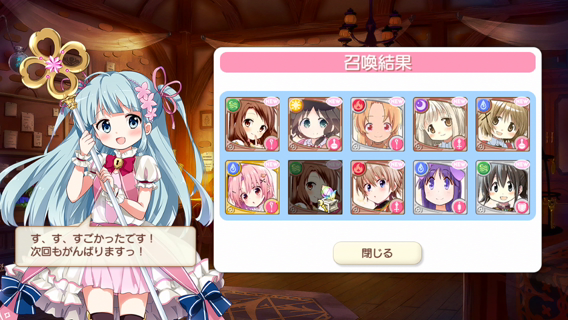 召喚結果
す、す、すごかったです！
次回もがんばりますっ！
閉じる